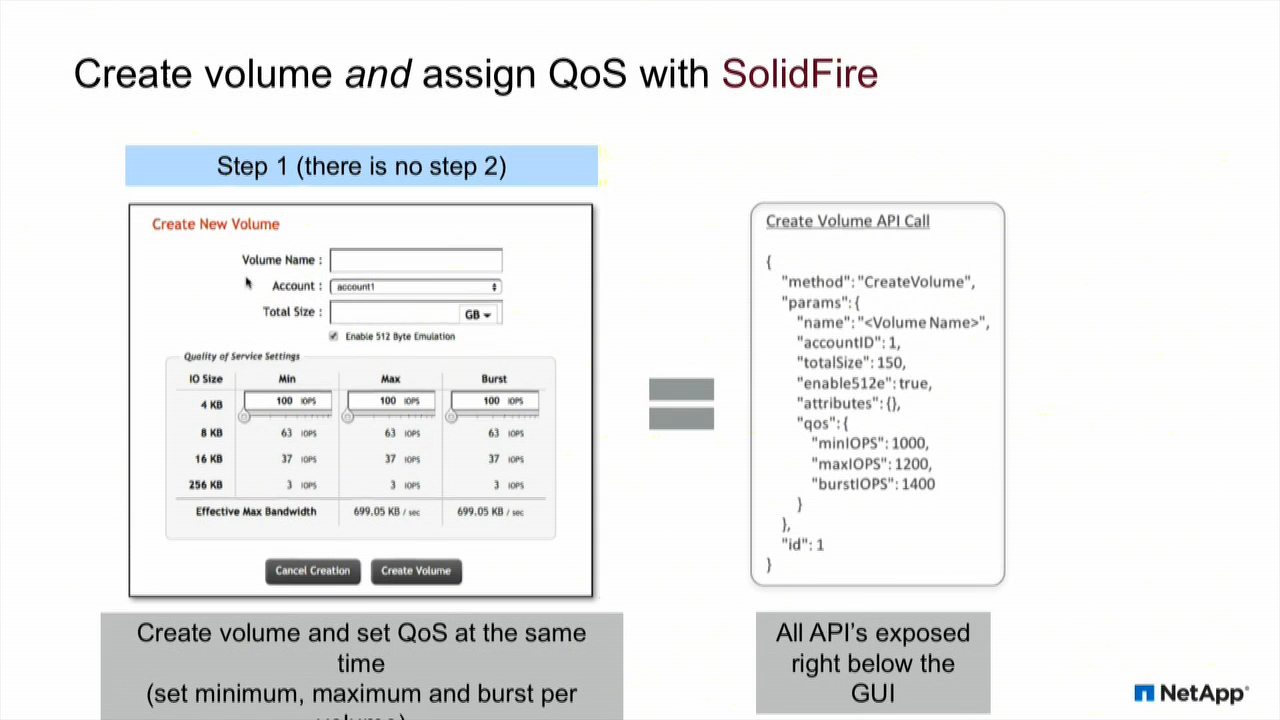 Create volume and assign QoS with SolidFire
Step 1 (there is no step 2)
Create New Volume
Volume Name :
Account : account1
Total Size : GB
Enable 512 Byte Emulation
Quality of Service Settings
IO Size Min Max Burst
4 KB 100 IOPS 100 IOPS 100 IOPS
8 KB 63 IOPS 63 IOPS 63 IOPS
16 KB 37 IOPS 37 IOPS 37 IOPS
256 KB 3 IOPS 3 IOPS 3 IOPS
Effective Max Bandwidth 699.05 KB / sec 699.05 KB / sec
Cancel Creation Create Volume
Create volume and set QoS at the same
time
(set minimum, maximum and burst per
volume)
Create Volume API Call
{
"method": "CreateVolume",
"params": {
"name": "<Volume Name>",
"accountID": 1,
"totalSize": 150,
"enable512e": true,
"attributes": {},
"qos": {
"minIOPS": 1000,
"maxIOPS": 1200,
"burstIOPS": 1400
}
},
"id": 1
}
All API's exposed
right below the
GUI
NetApp